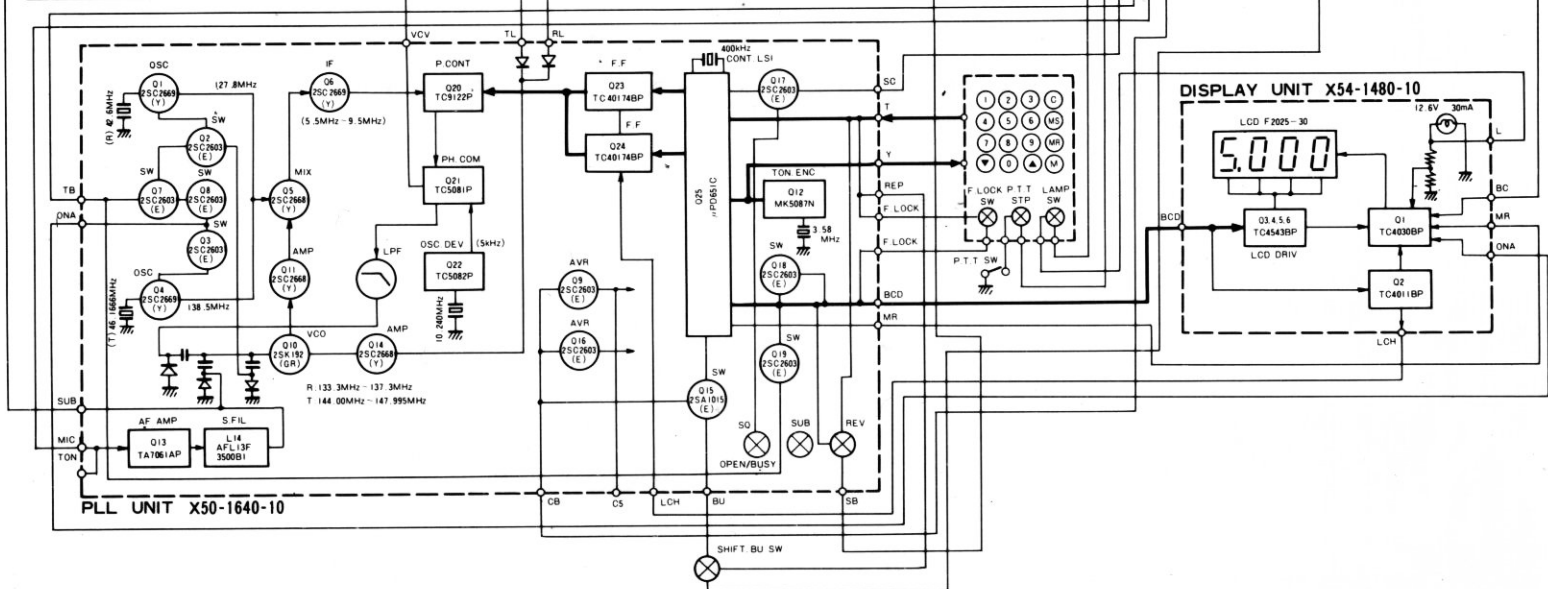 VCV
TL
RL
OSC
Q1
2SC2669
(Y)
127.8MHz
(R) 42.6MHz
IF
Q6
2SC2669
(Y)
(5.5MHz~9.5MHz)
P.CONT
Q20
TC9122P
F.F
Q23
TC40174BP
F.F
Q24
TC40174BP
400kHz
CONT. LSI
Q25
μPD651C
Q17
2SC2603
(E)
SC
T
Y
REP
F.LOCK
F.LOCK
BCD
MR
SW
Q2
2SC2603
(E)
SW
Q7
2SC2603
(E)
SW
Q8
2SC2603
(E)
SW
Q3
2SC2603
(E)
MIX
Q5
2SC2668
(Y)
PH.COM
Q21
TC5081P
TB
ONA
AMP
Q11
2SC2668
(Y)
LPF
OSC.DEV
(5kHz)
Q22
TC5082P
10.240MHz
OSC
Q4
2SC2669
(Y)
138.5MHz
(T) 46.1666MHz
VCO
Q10
2SK192
(GR)
AMP
Q14
2SC2668
(Y)
R: 133.3MHz~137.3MHz
T: 144.00MHz~147.995MHz
AVR
Q9
2SC2603
(E)
AVR
Q16
2SC2603
(E)
TON. ENC
Q12
MK5087N
3.58
MHz
SW
Q18
2SC2603
(E)
SW
Q19
2SC2603
(E)
SW
Q15
2SA1015
(E)
SUB
MIC
TON
AF AMP
Q13
TA7061AP
S.FIL
L14
AFL13F
3500B1
SQ
OPEN/BUSY
SUB
REV
PLL UNIT X50-1640-10
CB
C5
LCH
BU
SB
SHIFT. BU SW
1 2 3 C
4 5 6 MS
7 8 9 MR
▼ 0 ▲ M
F.LOCK
SW
P.T.T
STP
LAMP
SW
P.T.T SW
DISPLAY UNIT X54-1480-10
LCD F2025-30
5.000
12.6V 30mA
L
BC
MR
ONA
BCD
Q3,4,5,6
TC4543BP
LCD DRIV
Q1
TC4030BP
Q2
TC4011BP
LCH